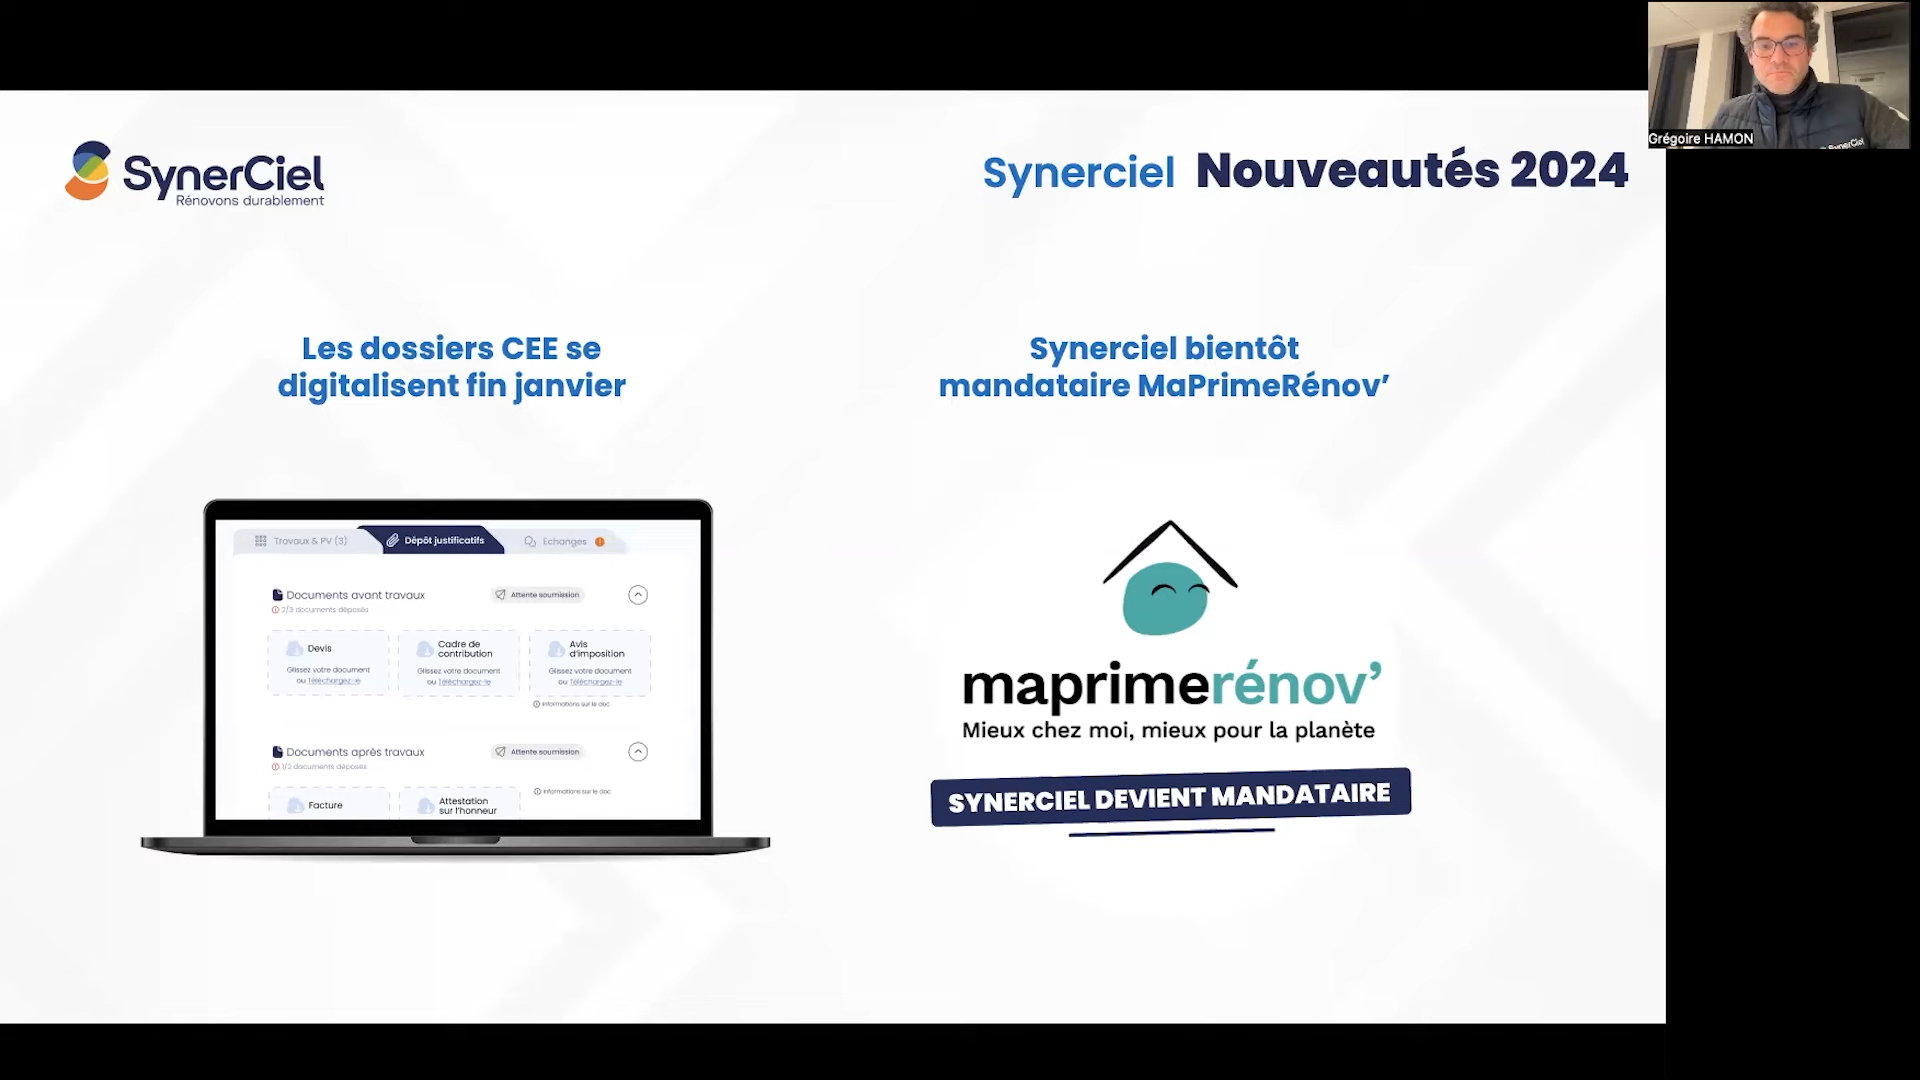 Grégoire HAMON
SynerCiel
SynerCiel
Rénovons durablement
Synerciel Nouveautés 2024
Les dossiers CEE se
digitalisent fin janvier
Synerciel bientôt
mandataire MaPrimeRénov’
Travaux & PV (3)
Dépôt justificatifs
Echanges
!
Documents avant travaux
Attente soumission
2/3 documents déposés
Devis
Glissez votre document
ou Téléchargez-le
Cadre de
contribution
Glissez votre document
ou Téléchargez-le
Avis
d'imposition
Glissez votre document
ou Téléchargez-le
Informations sur le doc
Documents après travaux
Attente soumission
1/2 documents déposés
Facture
Attestation
sur l'honneur
Informations sur le doc
maprimerénov’
Mieux chez moi, mieux pour la planète
SYNERCIEL DEVIENT MANDATAIRE